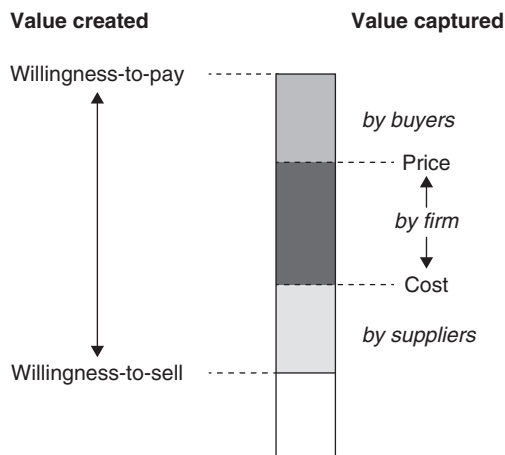 Value created
Value captured
Willingness-to-pay
by buyers
Price
by firm
Cost
by suppliers
Willingness-to-sell